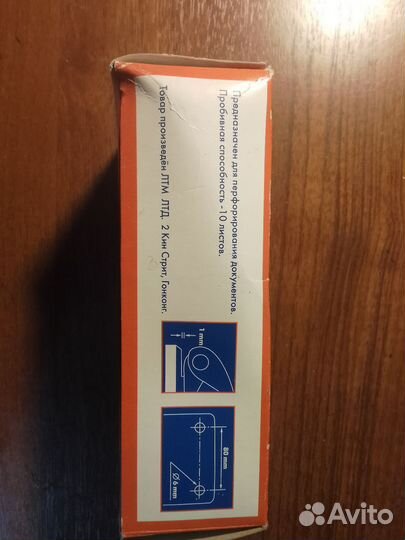 Предназначен для перфорирования документов.
Пробивная способность - 10 листов.
Товар произведён ЛТМ ЛТД. 2 Кин Стрит, Гонконг.
1 mm
80 mm
Ø 6 mm
Avito